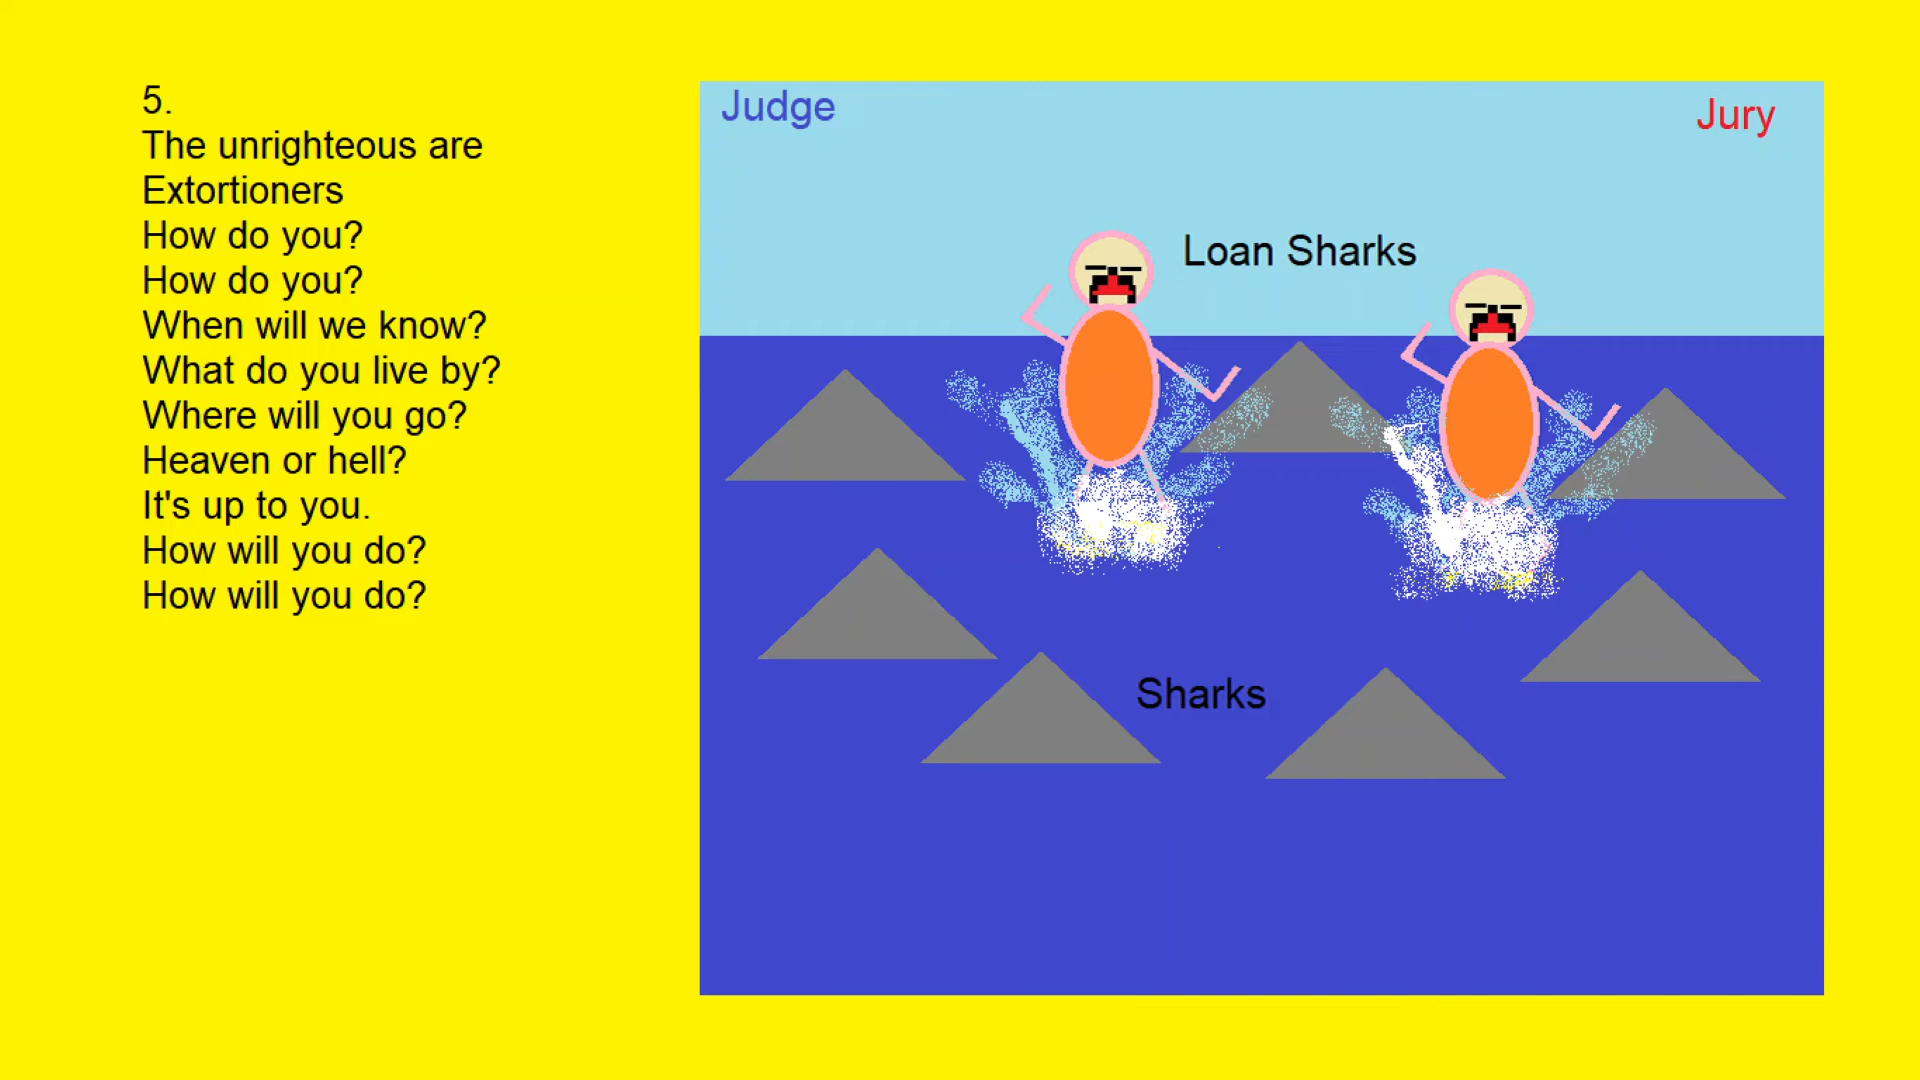 5.
The unrighteous are
Extortioners
How do you?
How do you?
When will we know?
What do you live by?
Where will you go?
Heaven or hell?
It's up to you.
How will you do?
How will you do?
Judge
Jury
Loan Sharks
Sharks